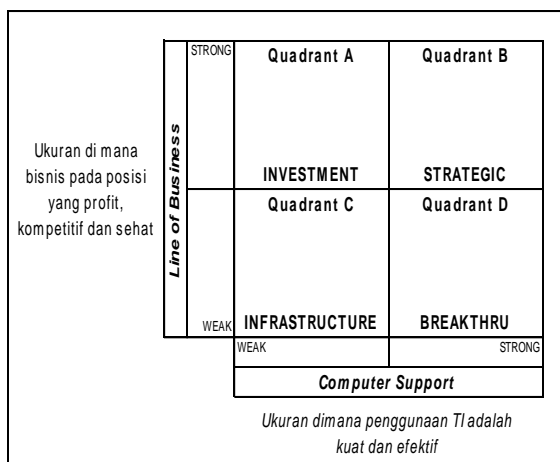 STRONG
Quadrant A
Quadrant B
Ukuran di mana
bisnis pada posisi
yang profit,
kompetitif dan sehat
Line of Business
INVESTMENT
STRATEGIC
Quadrant C
Quadrant D
WEAK
INFRASTRUCTURE
BREAKTHRU
WEAK
STRONG
Computer Support
Ukuran dimana penggunaan TI adalah
kuat dan efektif